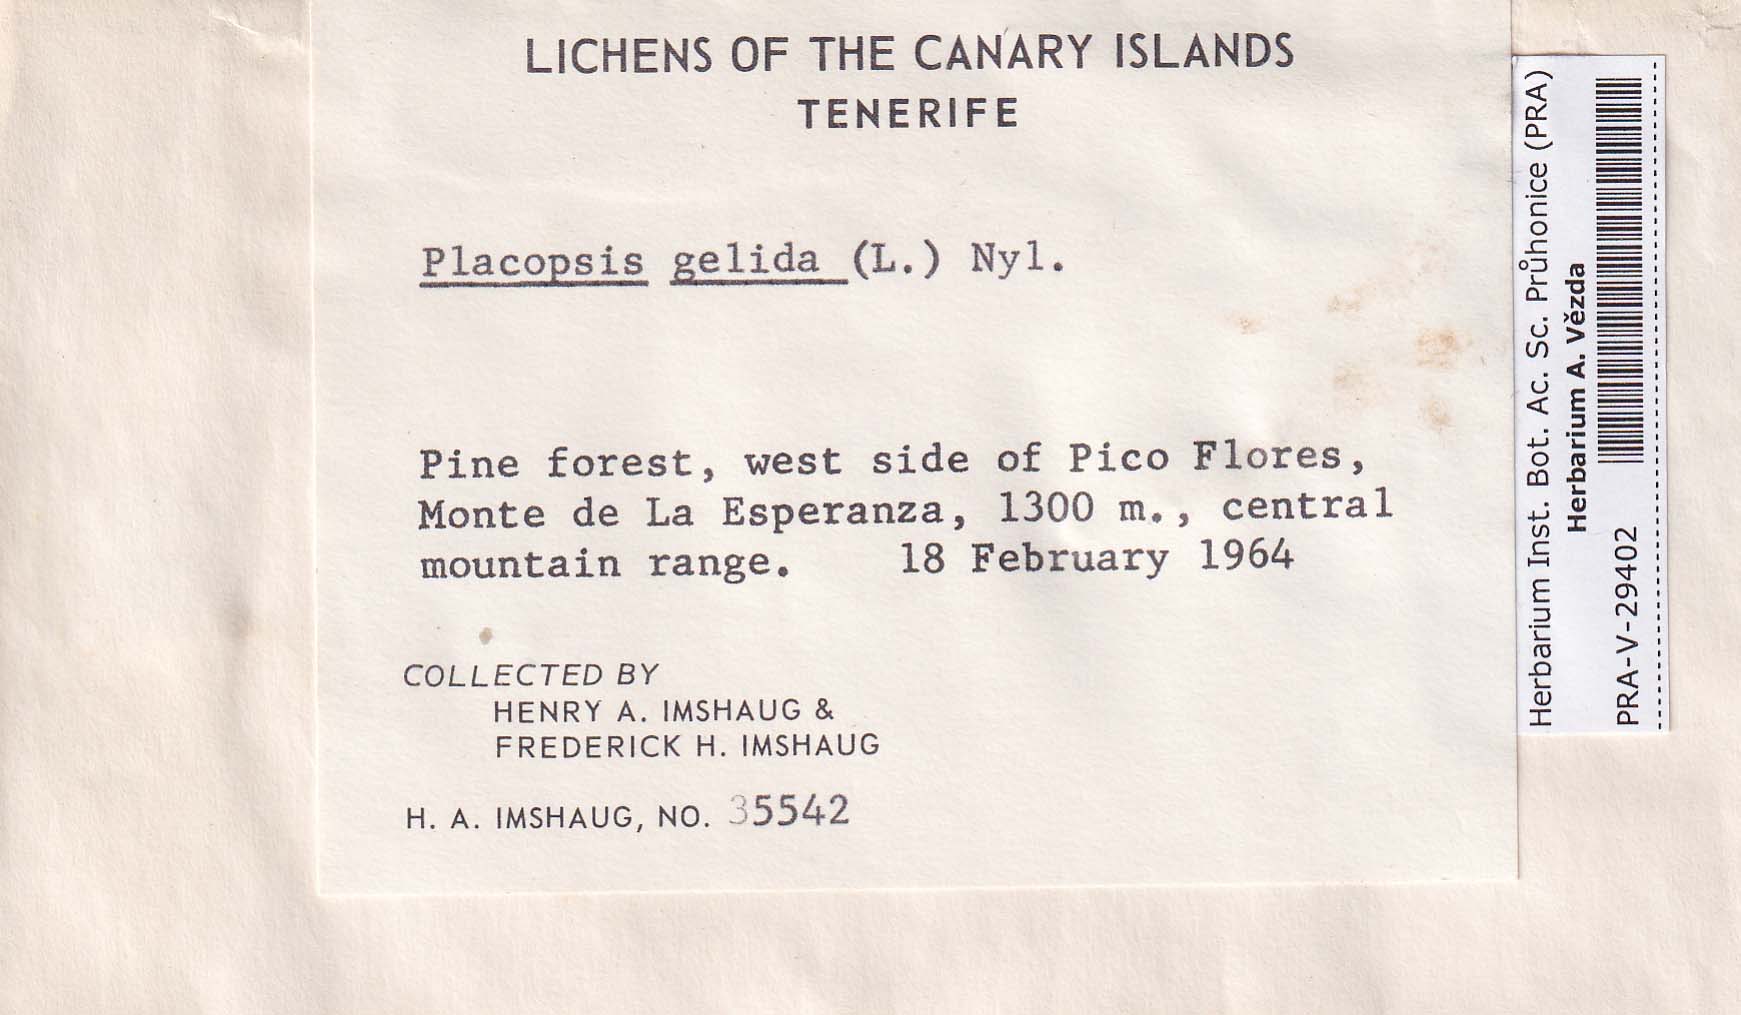 LICHENS OF THE CANARY ISLANDS
TENERIFE
Placopsis gelida (L.) Nyl.
Pine forest, west side of Pico Flores,
Monte de La Esperanza, 1300 m., central
mountain range. 18 February 1964
COLLECTED BY
HENRY A. IMSHAUG &
FREDERICK H. IMSHAUG
H. A. IMSHAUG, NO. 35542
Herbarium Inst. Bot. Ac. Sc. Průhonice (PRA)
Herbarium A. Vězda
PRA-V-29402